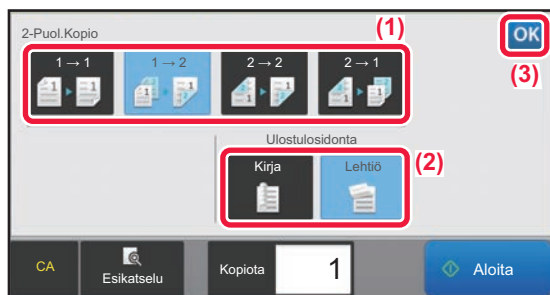 2-Puol.Kopio
(1)
OK
(3)
1 → 1
1 → 2
2 → 2
2 → 1
Ulostulosidonta
Kirja
Lehtiö
(2)
CA
Esikatselu
Kopiota
1
Aloita